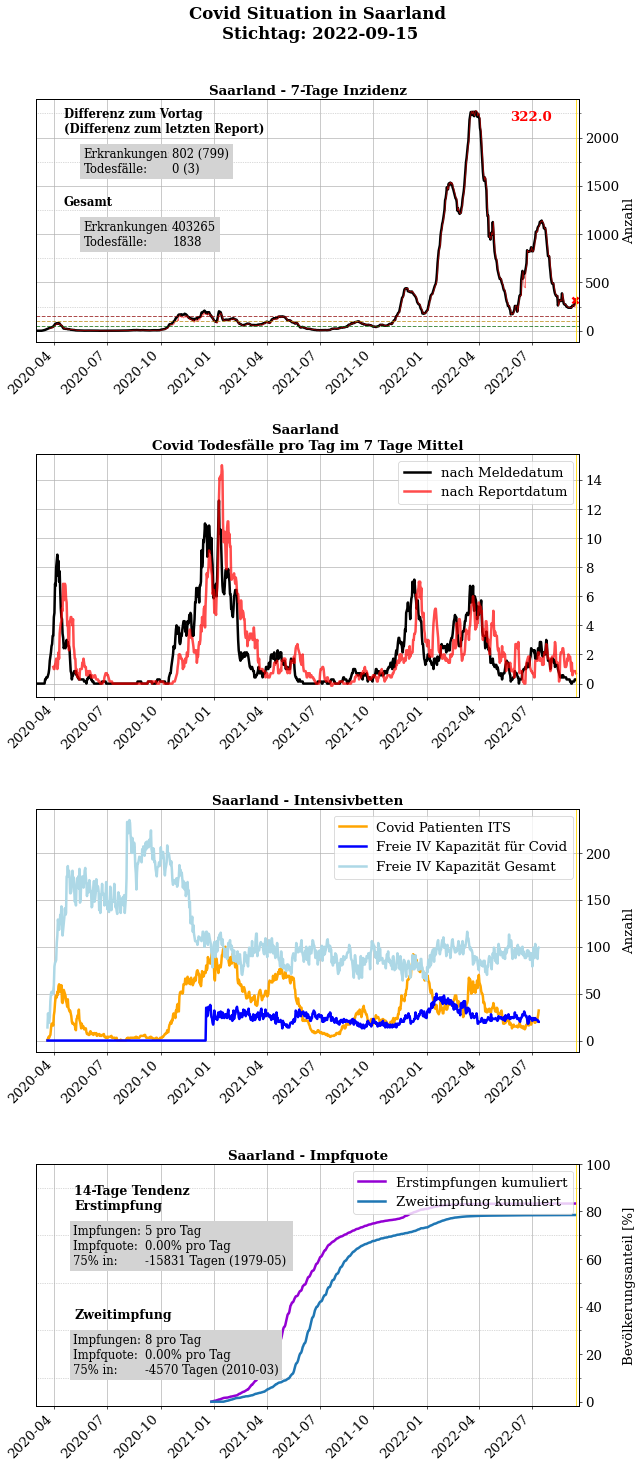 Covid Situation in Saarland
Stichtag: 2022-09-15
Saarland - 7-Tage Inzidenz
Differenz zum Vortag
(Differenz zum letzten Report)
Erkrankungen 802 (799)
Todesfälle: 0 (3)
Gesamt
Erkrankungen 403265
Todesfälle: 1838
322.0
2000
1500
1000
500
0
Anzahl
2020-04
2020-07
2020-10
2021-01
2021-04
2021-07
2021-10
2022-01
2022-04
2022-07
Saarland
Covid Todesfälle pro Tag im 7 Tage Mittel
nach Meldedatum
nach Reportdatum
14
12
10
8
6
4
2
0
2020-04
2020-07
2020-10
2021-01
2021-04
2021-07
2021-10
2022-01
2022-04
2022-07
Saarland - Intensivbetten
Covid Patienten ITS
Freie IV Kapazität für Covid
Freie IV Kapazität Gesamt
200
150
100
50
0
Anzahl
2020-04
2020-07
2020-10
2021-01
2021-04
2021-07
2021-10
2022-01
2022-04
2022-07
Saarland - Impfquote
14-Tage Tendenz
Erstimpfung
Impfungen: 5 pro Tag
Impfquote: 0.00% pro Tag
75% in: -15831 Tagen (1979-05)
Zweitimpfung
Impfungen: 8 pro Tag
Impfquote: 0.00% pro Tag
75% in: -4570 Tagen (2010-03)
Erstimpfungen kumuliert
Zweitimpfung kumuliert
100
80
60
40
20
0
Bevölkerungsanteil [%]
2020-04
2020-07
2020-10
2021-01
2021-04
2021-07
2021-10
2022-01
2022-04
2022-07